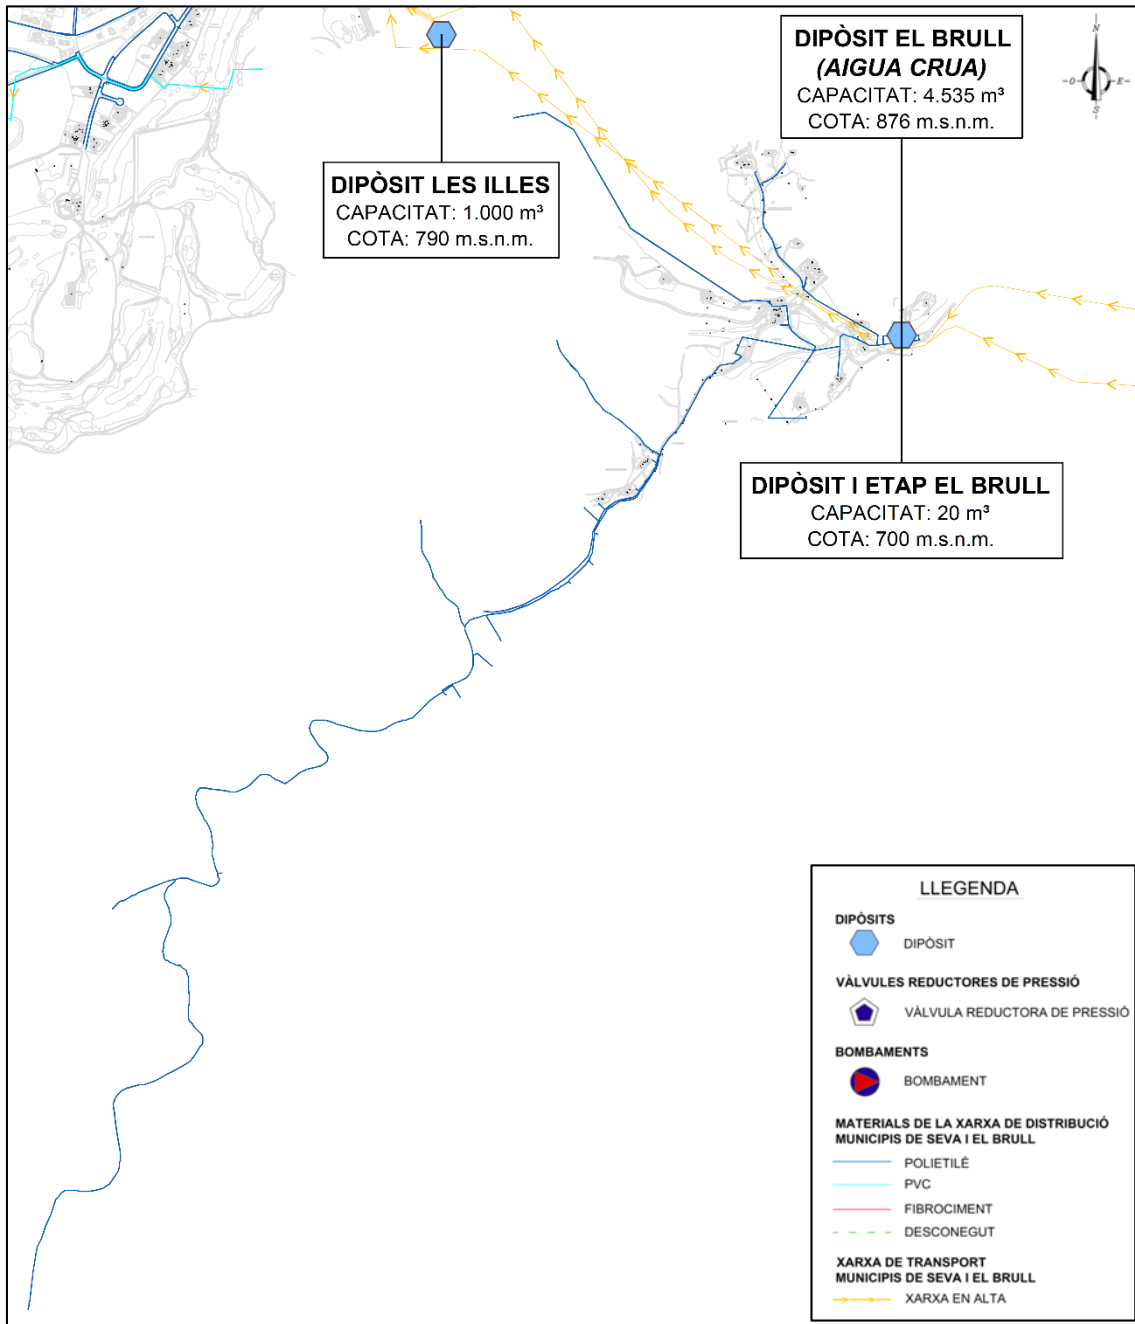 DIPÒSIT EL BRULL
(AIGUA CRUA)
CAPACITAT: 4.535 m³
COTA: 876 m.s.n.m.
N
O
E
S
DIPÒSIT LES ILLES
CAPACITAT: 1.000 m³
COTA: 790 m.s.n.m.
DIPÒSIT I ETAP EL BRULL
CAPACITAT: 20 m³
COTA: 700 m.s.n.m.
LLEGENDA
DIPÒSITS
DIPÒSIT
VÀLVULES REDUCTORES DE PRESSIÓ
VÀLVULA REDUCTORA DE PRESSIÓ
BOMBAMENTS
BOMBAMENT
MATERIALS DE LA XARXA DE DISTRIBUCIÓ
MUNICIPIS DE SEVA I EL BRULL
POLIETILÈ
PVC
FIBROCIMENT
DESCONEGUT
XARXA DE TRANSPORT
MUNICIPIS DE SEVA I EL BRULL
XARXA EN ALTA